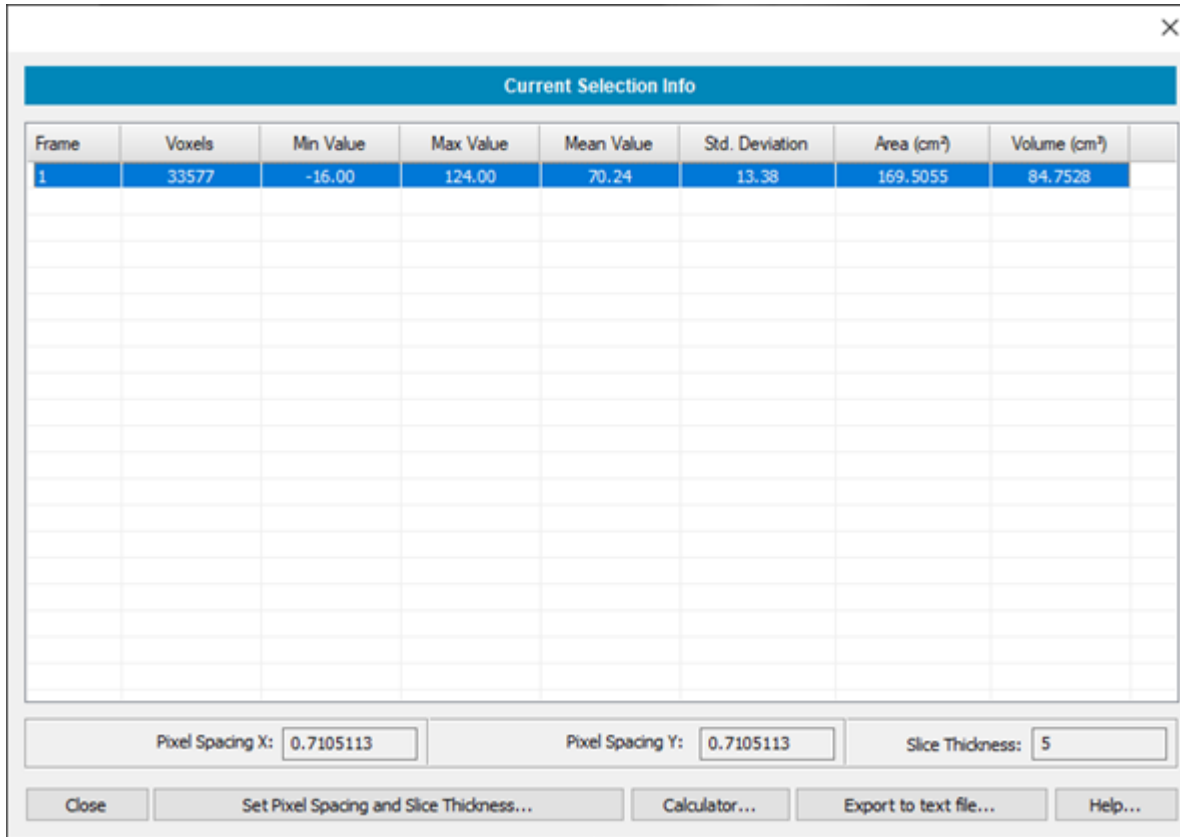 Current Selection Info
Frame Voxels Min Value Max Value Mean Value Std. Deviation Area (cm²) Volume (cm³)
1 33577 -16.00 124.00 70.24 13.38 169.5055 84.7528
Pixel Spacing X: 0.7105113 Pixel Spacing Y: 0.7105113 Slice Thickness: 5
Close Set Pixel Spacing and Slice Thickness... Calculator... Export to text file... Help...